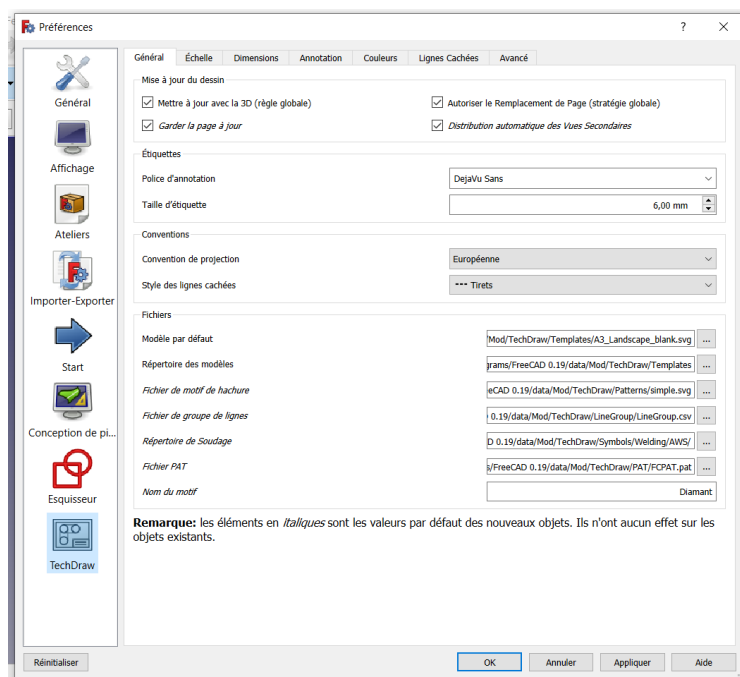 Préférences
?
Général
Affichage
Ateliers
Importer-Exporter
Start
Conception de pi...
Esquisseur
TechDraw
Général Échelle Dimensions Annotation Couleurs Lignes Cachées Avancé
Mise à jour du dessin
Mettre à jour avec la 3D (règle globale)
Autoriser le Remplacement de Page (stratégie globale)
Garder la page à jour
Distribution automatique des Vues Secondaires
Étiquettes
Police d'annotation
DejaVu Sans
Taille d'étiquette
6,00 mm
Conventions
Convention de projection
Européenne
Style des lignes cachées
--- Tirets
Fichiers
Modèle par défaut
/Mod/TechDraw/Templates/A3_Landscape_blank.svg ...
Répertoire des modèles
grams/FreeCAD 0.19/data/Mod/TechDraw/Templates ...
Fichier de motif de hachure
eCAD 0.19/data/Mod/TechDraw/Patterns/simple.svg ...
Fichier de groupe de lignes
0.19/data/Mod/TechDraw/LineGroup/LineGroup.csv ...
Répertoire de Soudage
D 0.19/data/Mod/TechDraw/Symbols/Welding/AWS/ ...
Fichier PAT
s/FreeCAD 0.19/data/Mod/TechDraw/PAT/FCPAT.pat ...
Nom du motif
Diamant
Remarque: les éléments en italiques sont les valeurs par défaut des nouveaux objets. Ils n'ont aucun effet sur les
objets existants.
Réinitialiser
OK
Annuler
Appliquer
Aide